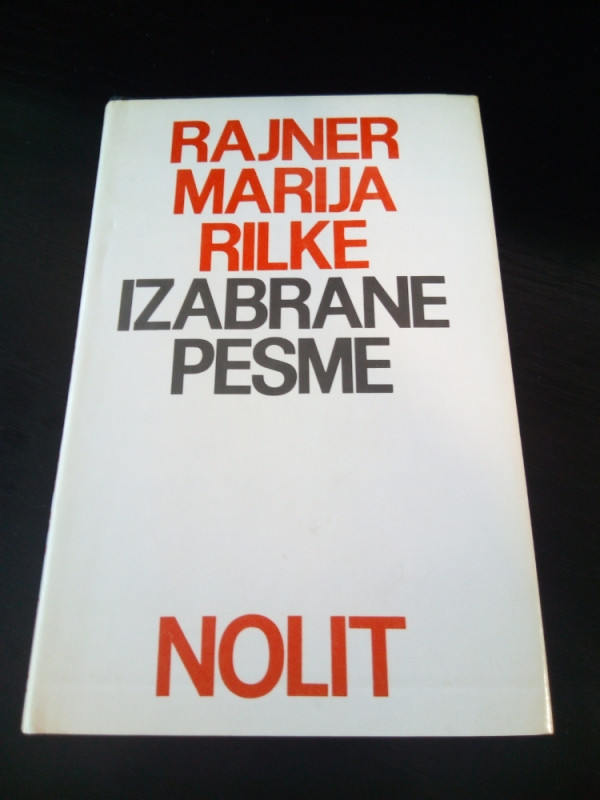 RAJNER
MARIJA
RILKE
IZABRANE
PESME
NOLIT